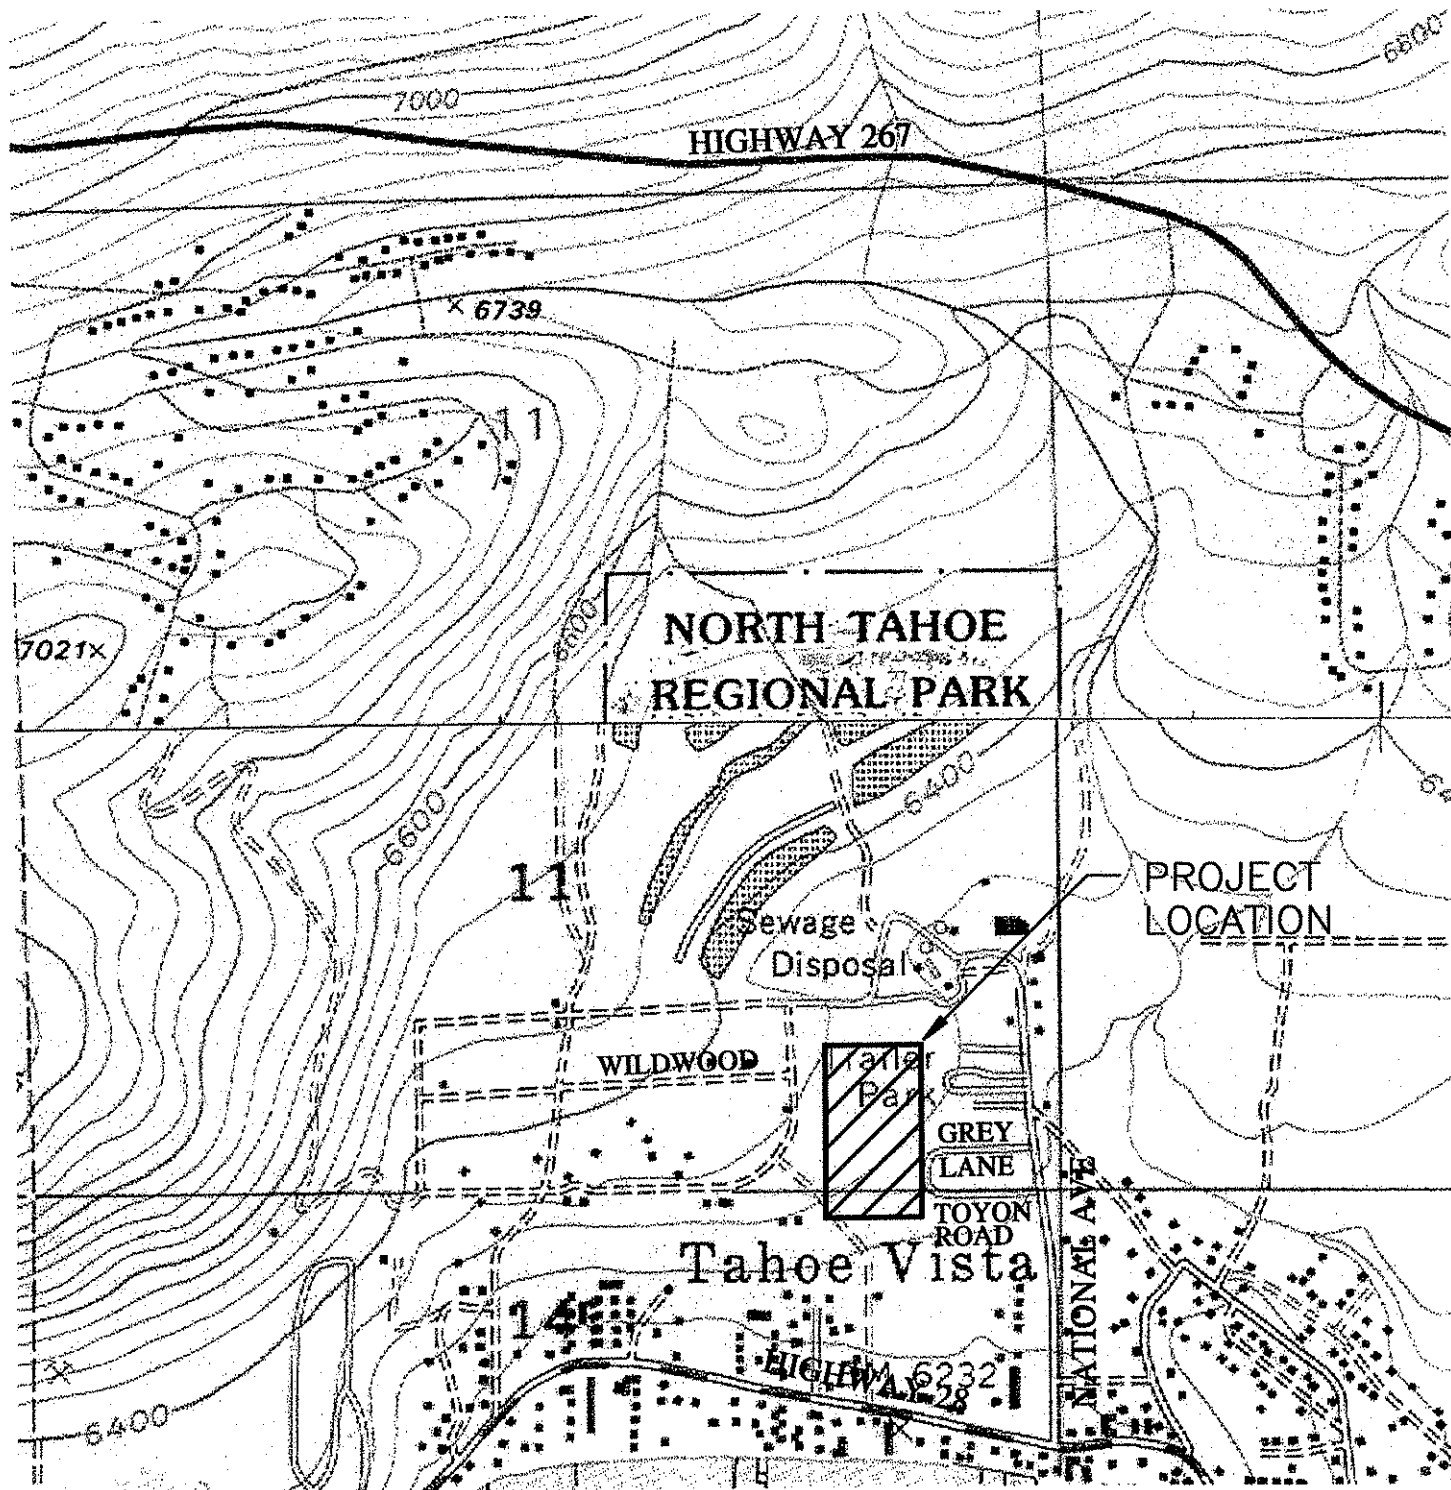 6800
7000
HIGHWAY 267
6739
11
6600
NORTH TAHOE
REGIONAL PARK
7021
6400
6600
11
PROJECT
LOCATION
Sewage
Disposal
WILDWOOD
Trailer
Park
GREY
LANE
TOYON
ROAD
NATIONAL AVE
Tahoe Vista
14
HIGHWAY 28
6232
6400